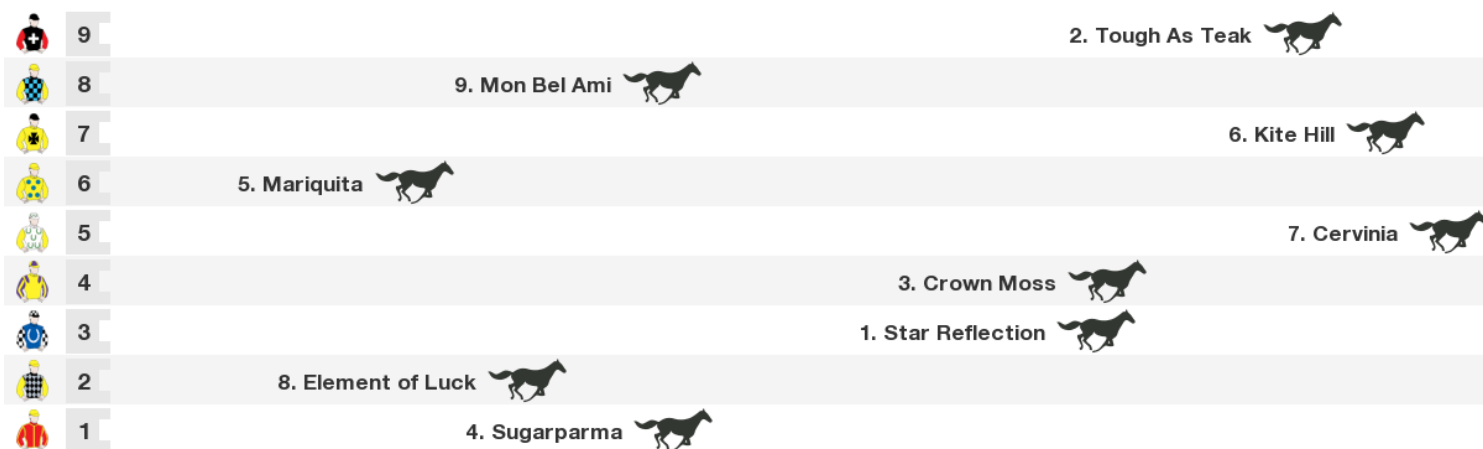 9 2. Tough As Teak
8 9. Mon Bel Ami
7 6. Kite Hill
6 5. Mariquita
5 7. Cervinia
4 3. Crown Moss
3 1. Star Reflection
2 8. Element of Luck
1 4. Sugarparma